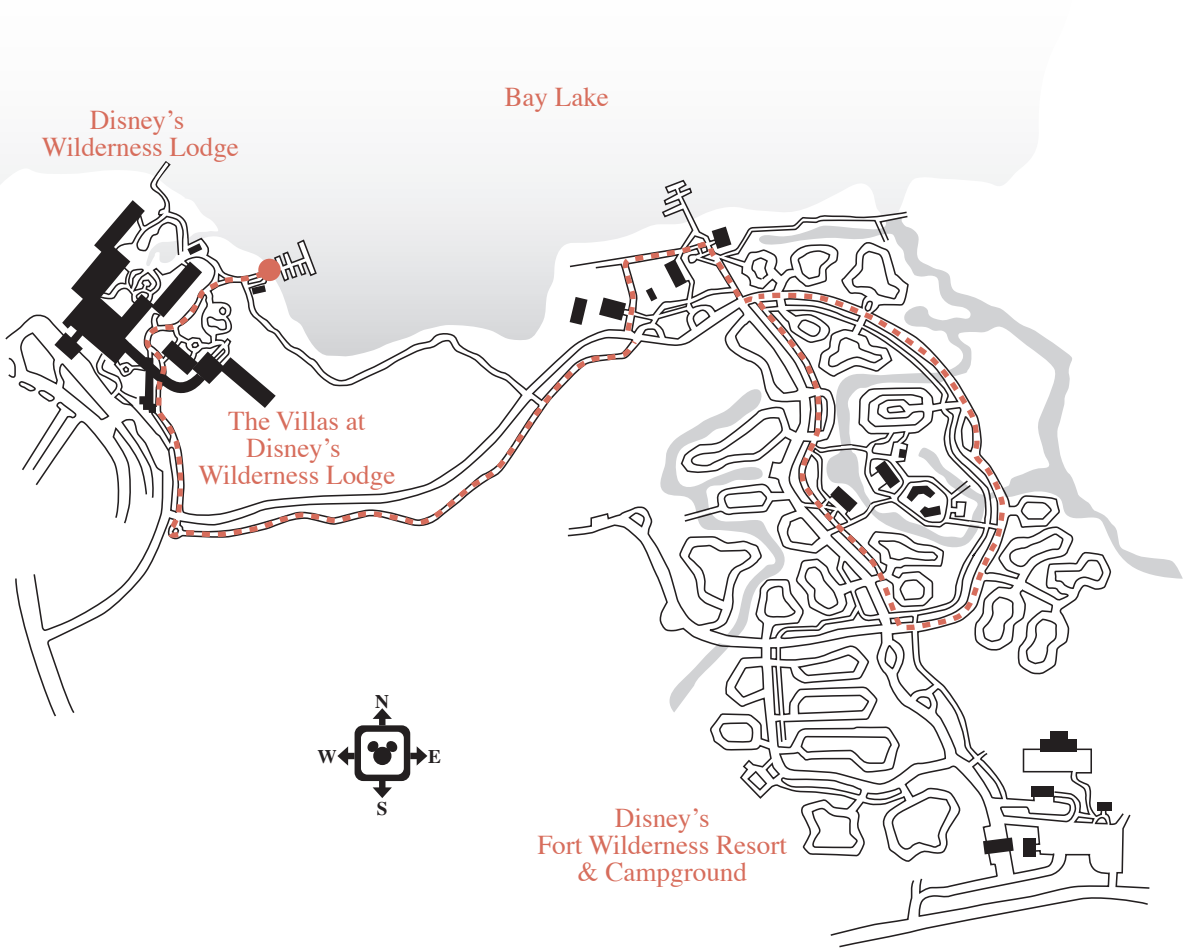 Bay Lake
Disney's
Wilderness Lodge
The Villas at
Disney's
Wilderness Lodge
N
W
E
S
Disney's
Fort Wilderness Resort
& Campground